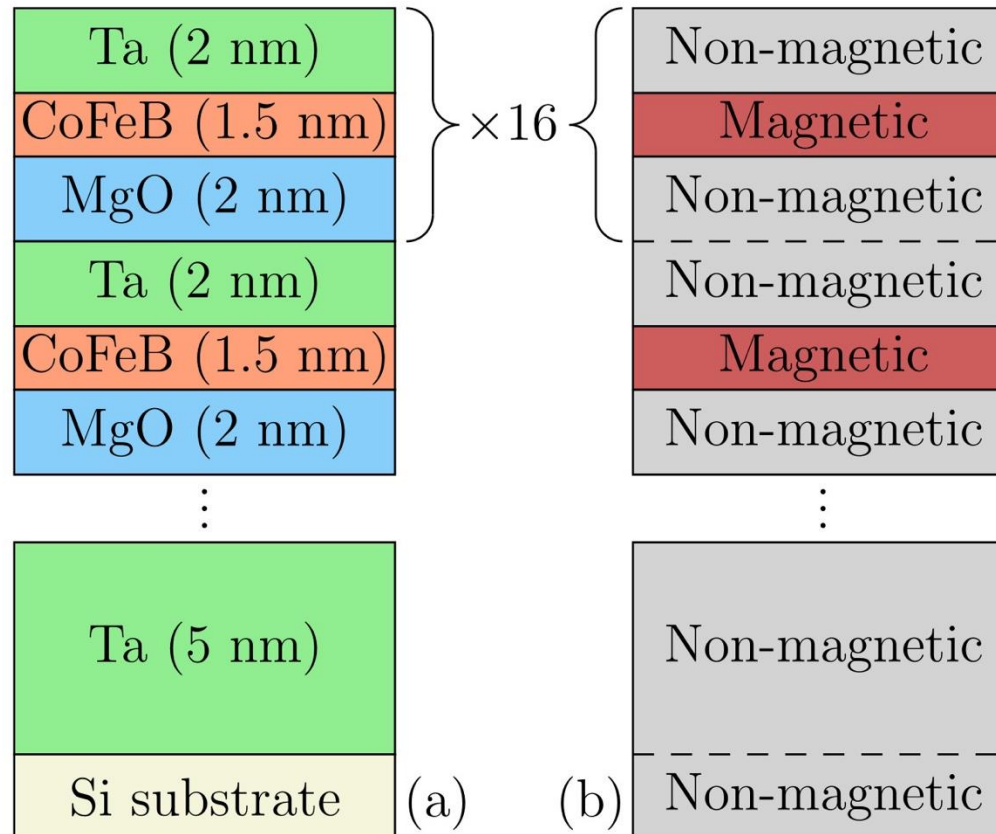 Ta (2 nm)
CoFeB (1.5 nm)
MgO (2 nm)
Ta (2 nm)
CoFeB (1.5 nm)
MgO (2 nm)
⋮
Ta (5 nm)
Si substrate
(a)
×16
Non-magnetic
Magnetic
Non-magnetic
Non-magnetic
Magnetic
Non-magnetic
⋮
Non-magnetic
Non-magnetic
(b)